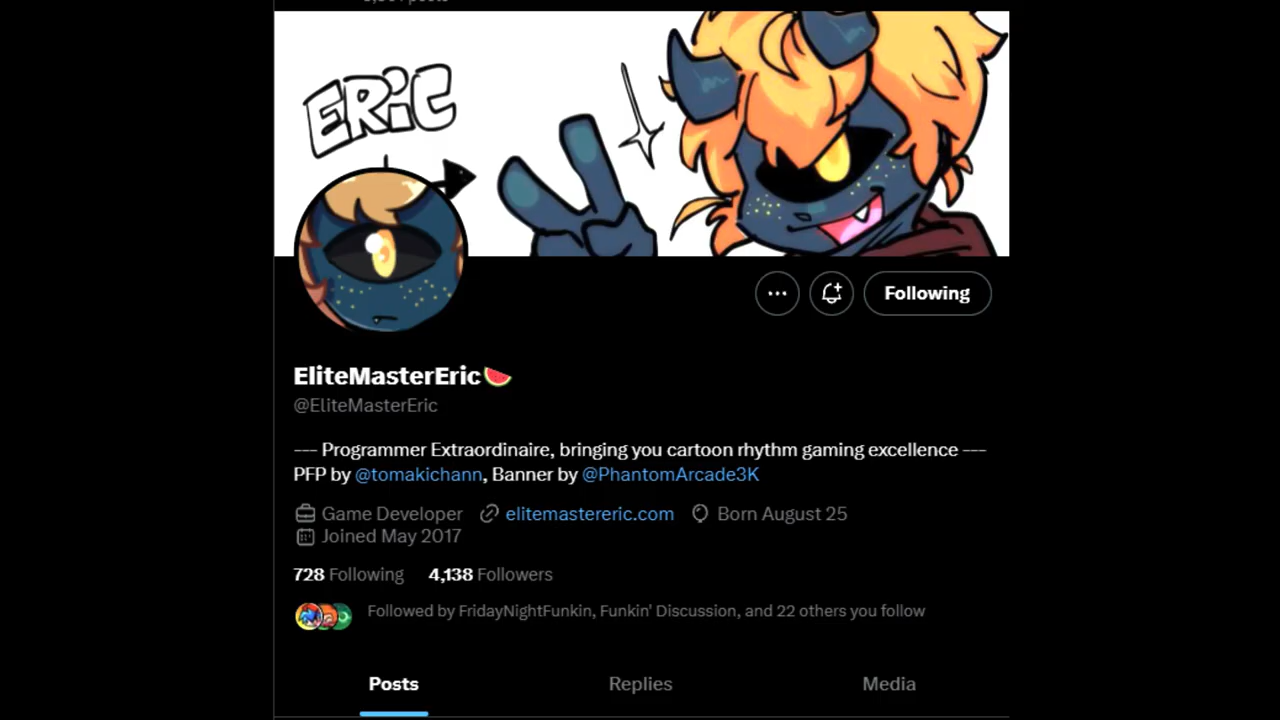 ERiC
Following
EliteMasterEric🍉
@EliteMasterEric
--- Programmer Extraordinaire, bringing you cartoon rhythm gaming excellence ---
PFP by @tomakichann, Banner by @PhantomArcade3K
Game Developer elitemastereric.com Born August 25
Joined May 2017
728 Following 4,138 Followers
Followed by FridayNightFunkin, Funkin' Discussion, and 22 others you follow
Posts Replies Media